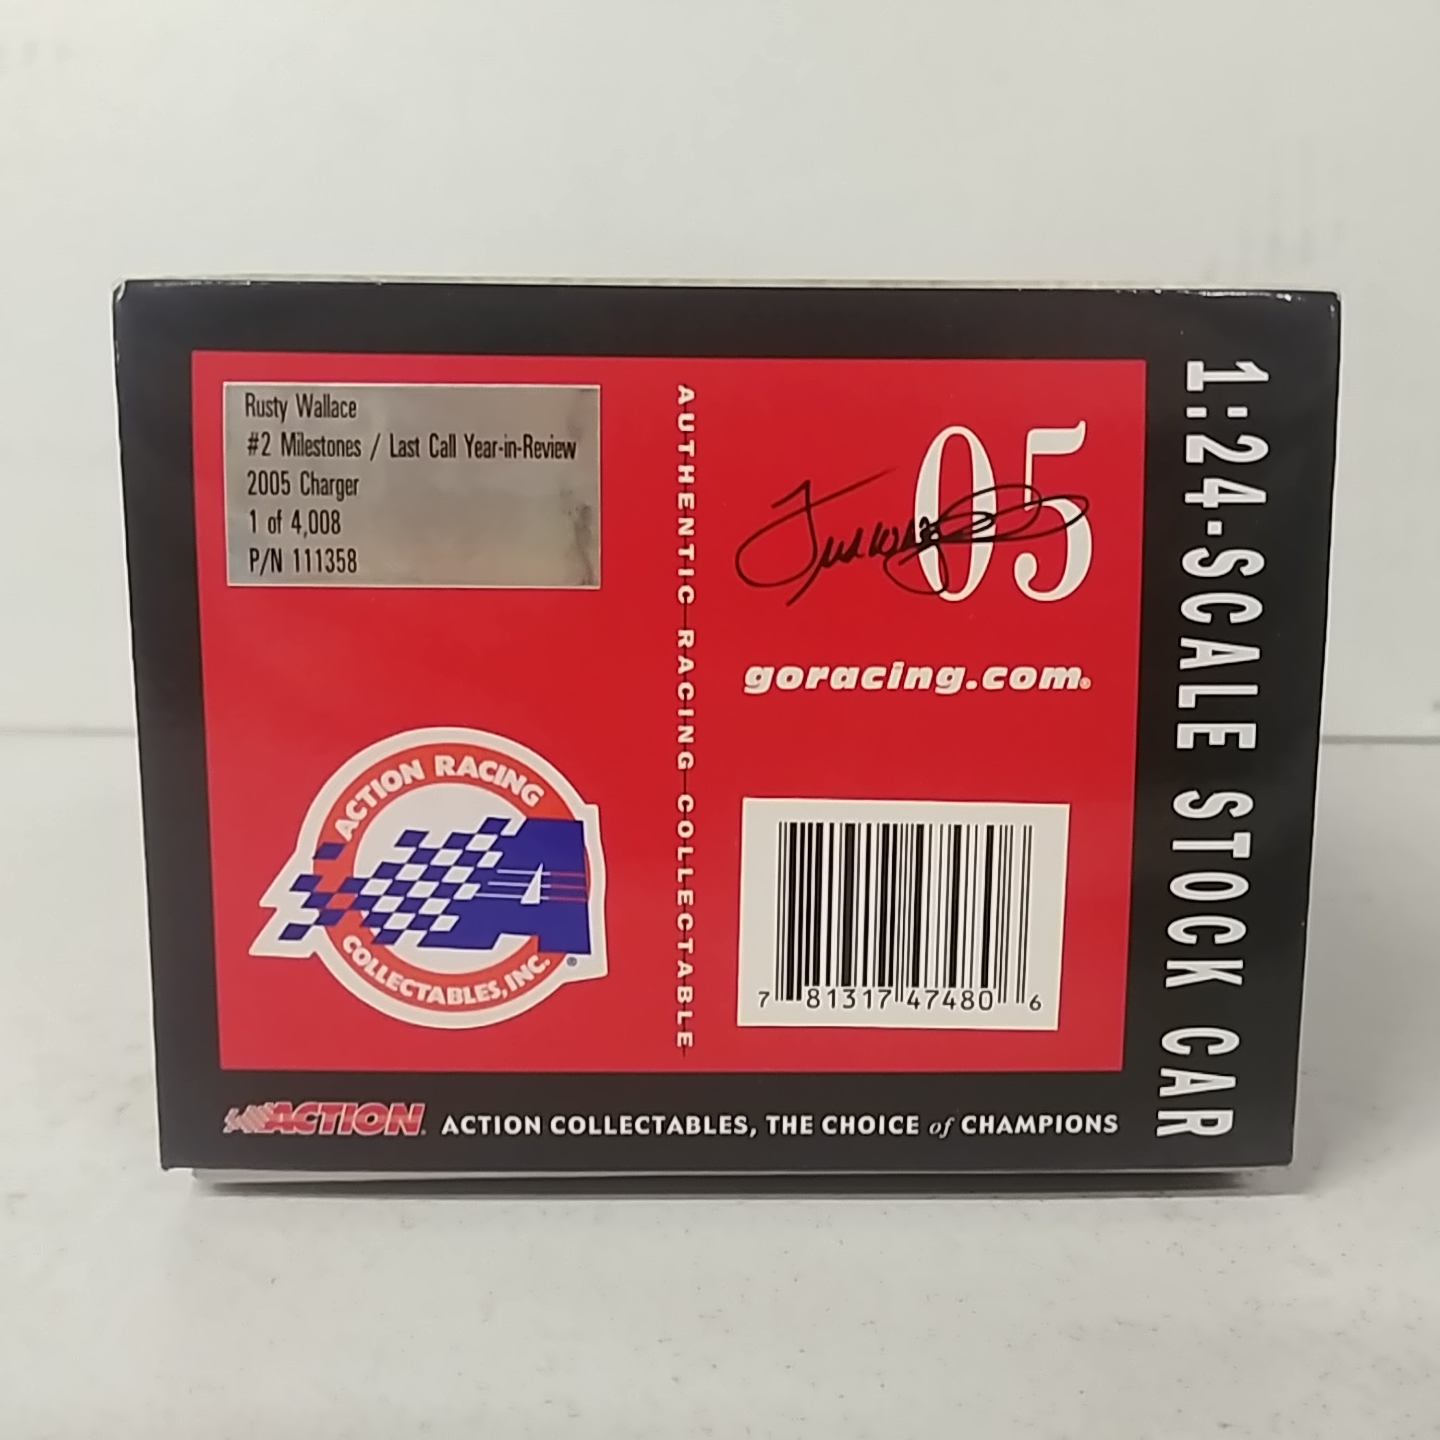 Rusty Wallace
#2 Milestones / Last Call Year-in-Review
2005 Charger
1 of 4,008
P/N 111358
AUTHENTIC RACING COLLECTABLE
05
goracing.com®
ACTION RACING
COLLECTABLES, INC.
7 81317 47480 6
1:24-SCALE STOCK CAR
ACTION
ACTION COLLECTABLES, THE CHOICE of CHAMPIONS